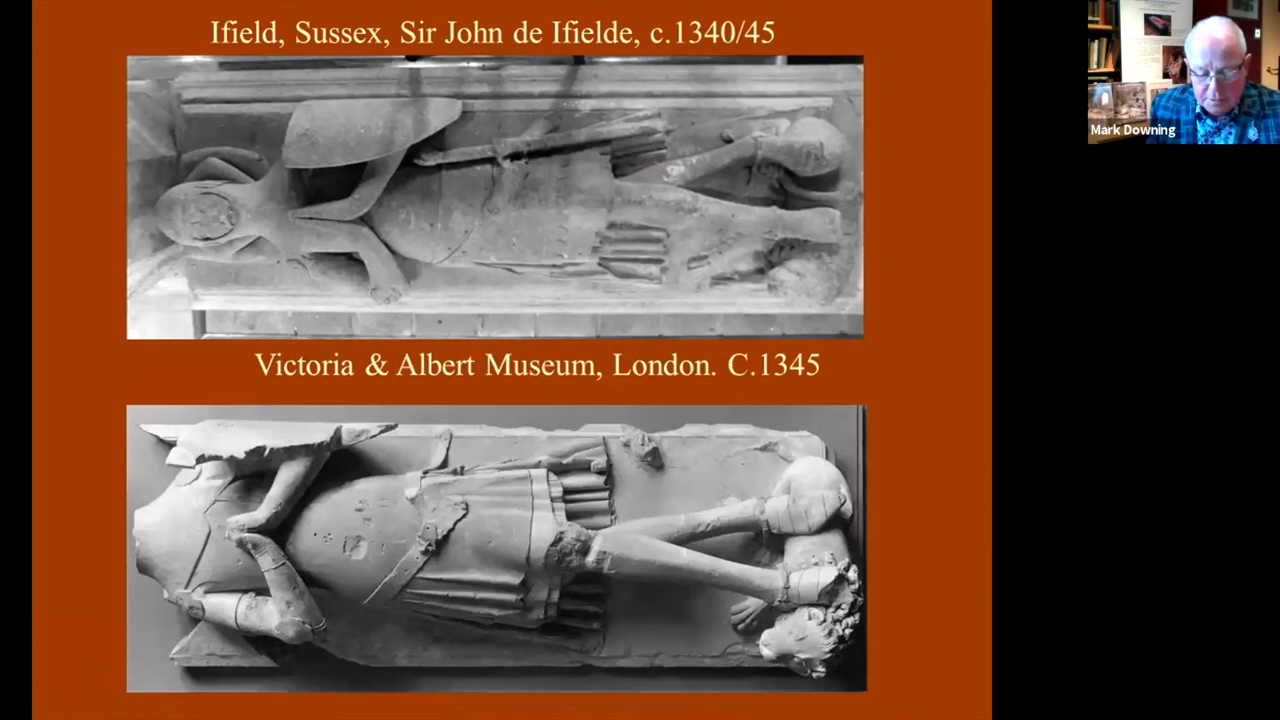 Ifield, Sussex, Sir John de Ifielde, c.1340/45
Mark Downing
Victoria & Albert Museum, London. C.1345